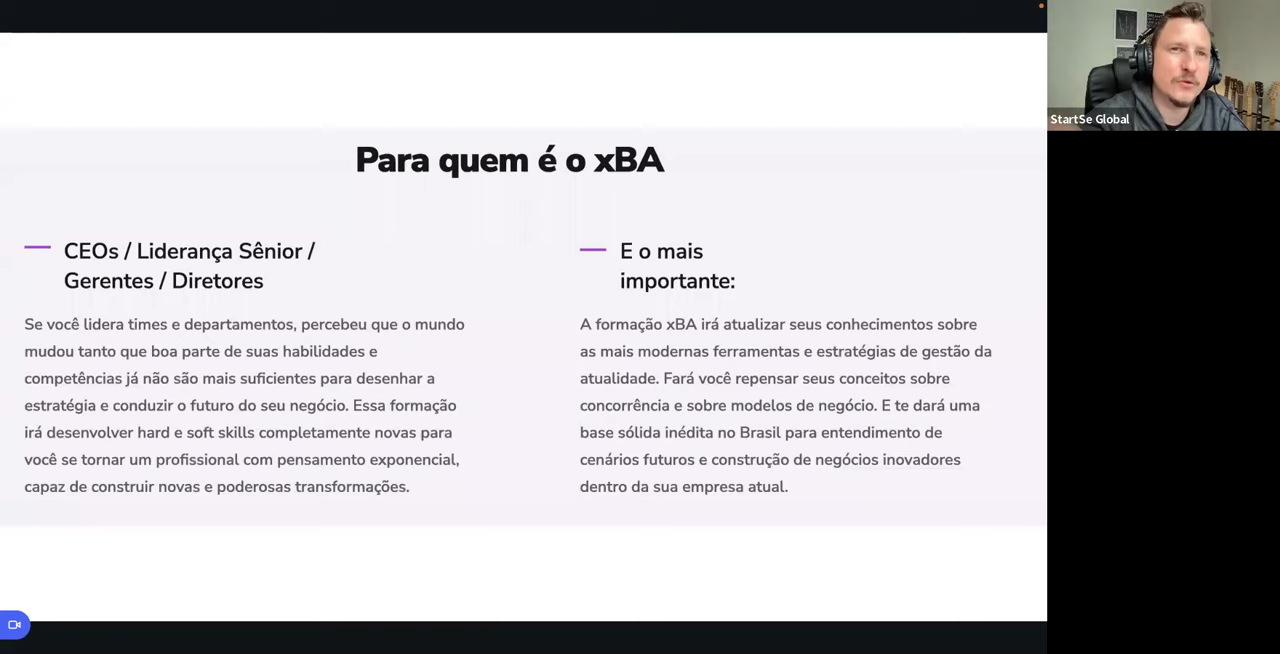 StartSe Global
Para quem é o xBA
CEOs / Liderança Sênior /
Gerentes / Diretores
Se você lidera times e departamentos, percebeu que o mundo
mudou tanto que boa parte de suas habilidades e
competências já não são mais suficientes para desenhar a
estratégia e conduzir o futuro do seu negócio. Essa formação
irá desenvolver hard e soft skills completamente novas para
você se tornar um profissional com pensamento exponencial,
capaz de construir novas e poderosas transformações.
E o mais
importante:
A formação xBA irá atualizar seus conhecimentos sobre
as mais modernas ferramentas e estratégias de gestão da
atualidade. Fará você repensar seus conceitos sobre
concorrência e sobre modelos de negócio. E te dará uma
base sólida inédita no Brasil para entendimento de
cenários futuros e construção de negócios inovadores
dentro da sua empresa atual.